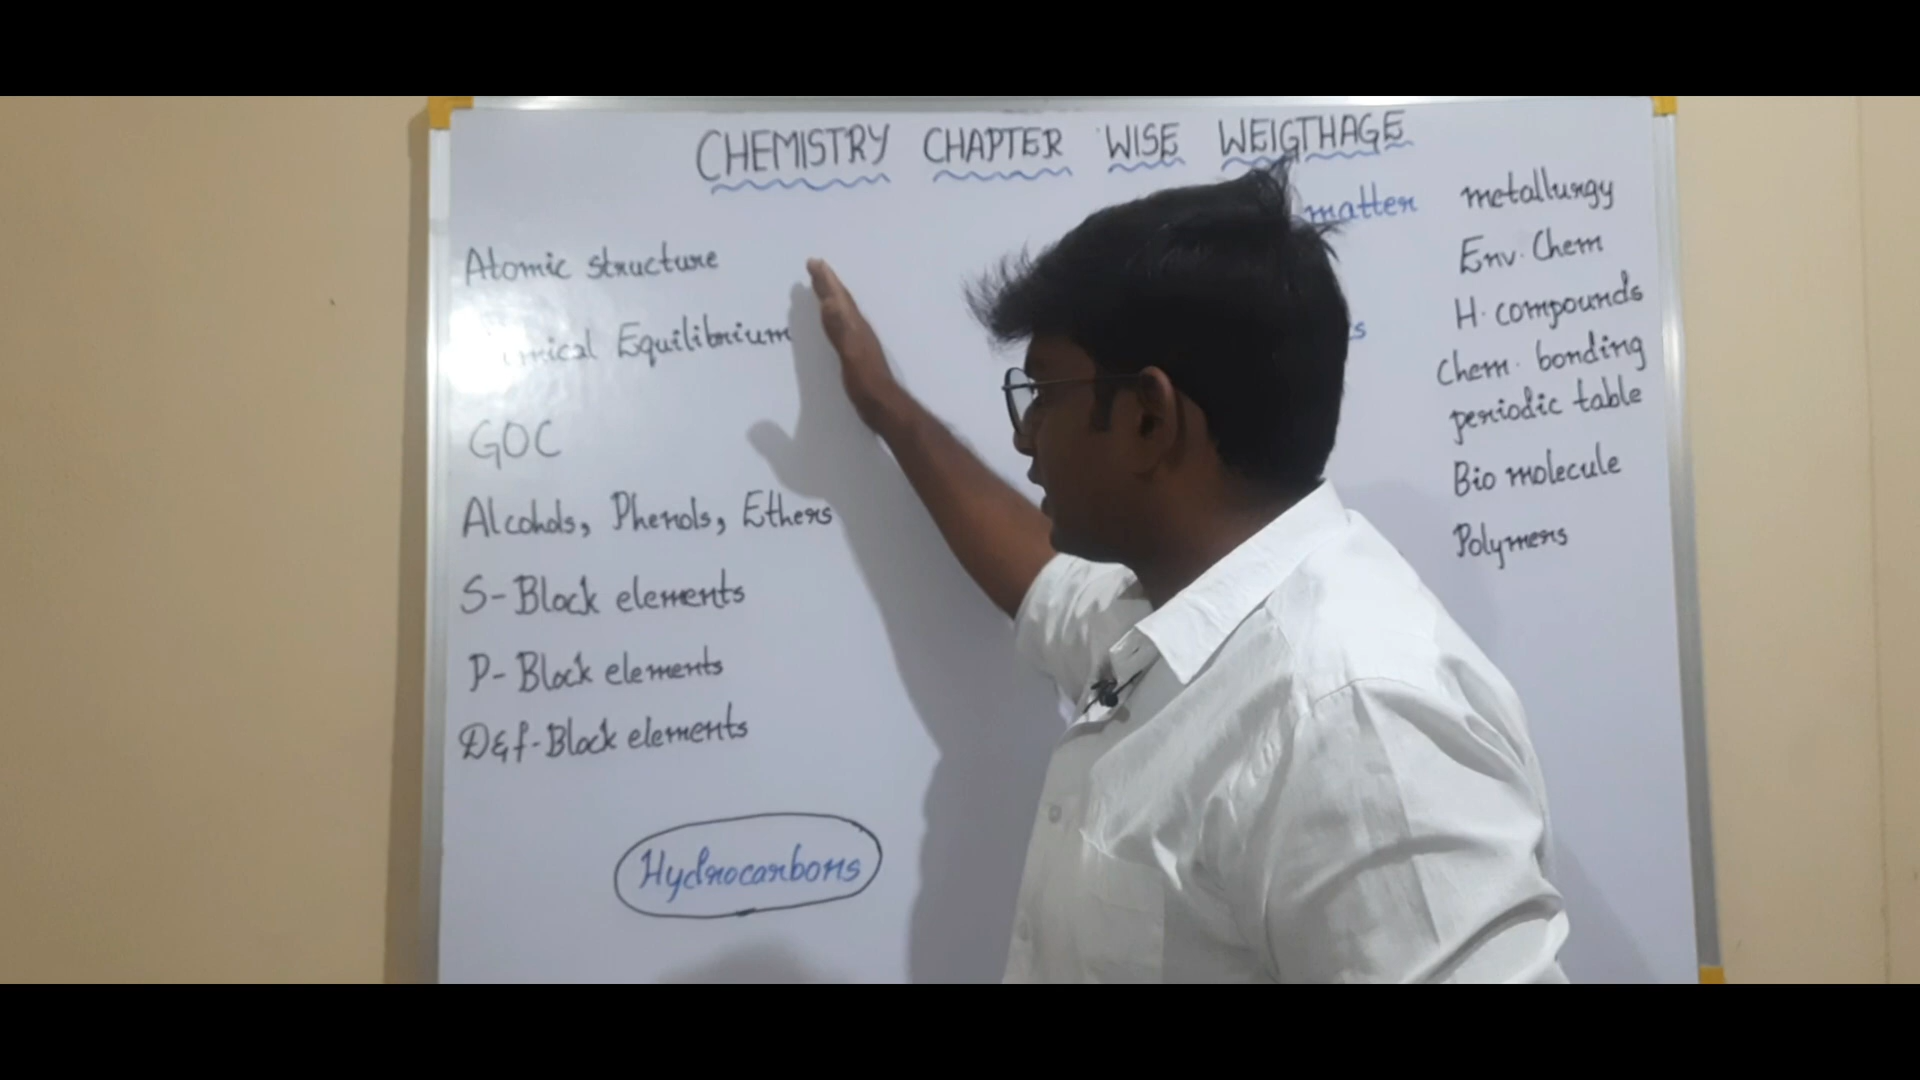 CHEMISTRY CHAPTER WISE WEIGTHAGE
Atomic structure
Equilibrium
GOC
Alcohols, Phenols, Ethers
S-Block elements
P-Block elements
D&f-Block elements
Hydrocarbons
matter
metallurgy
Env. Chem
H. compounds
Chem. bonding
periodic table
Bio molecule
Polymers